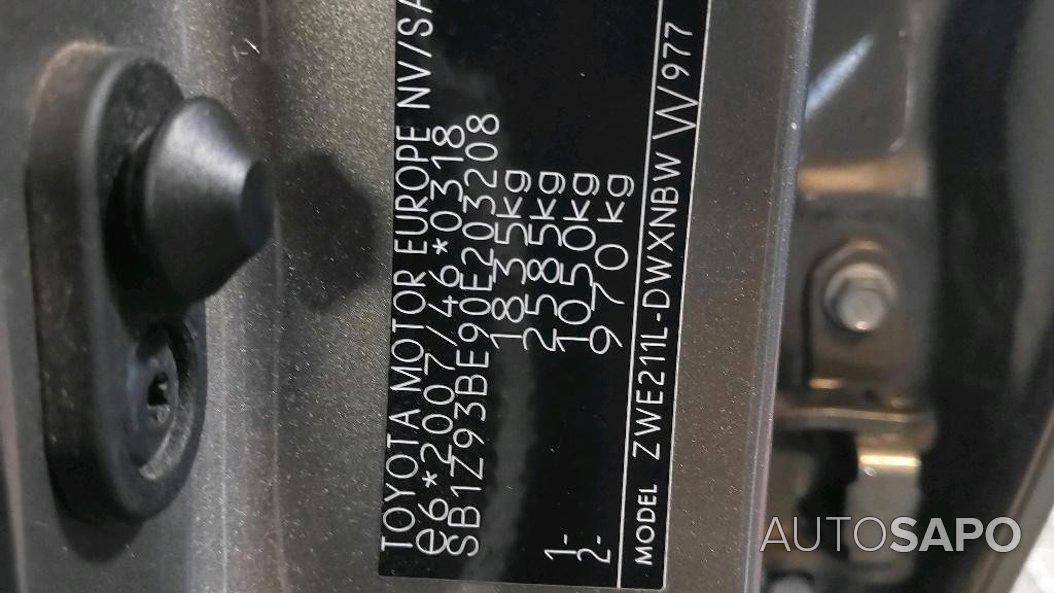 TOYOTA MOTOR EUROPE NV/SA
e6*2007/46*0318
SB1Z93BE90E203208
1835kg
2585kg
1- 1050kg
2- 970kg
MODEL ZWE211L-DWXNBW W977
AUTOSAPO